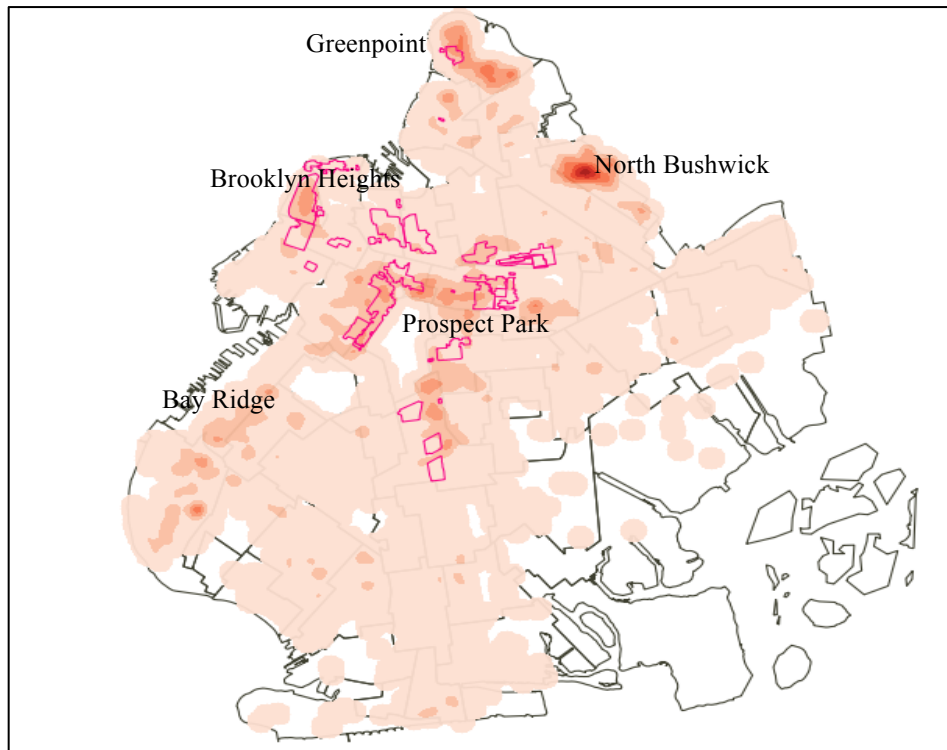 Greenpoint
North Bushwick
Brooklyn Heights
Prospect Park
Bay Ridge